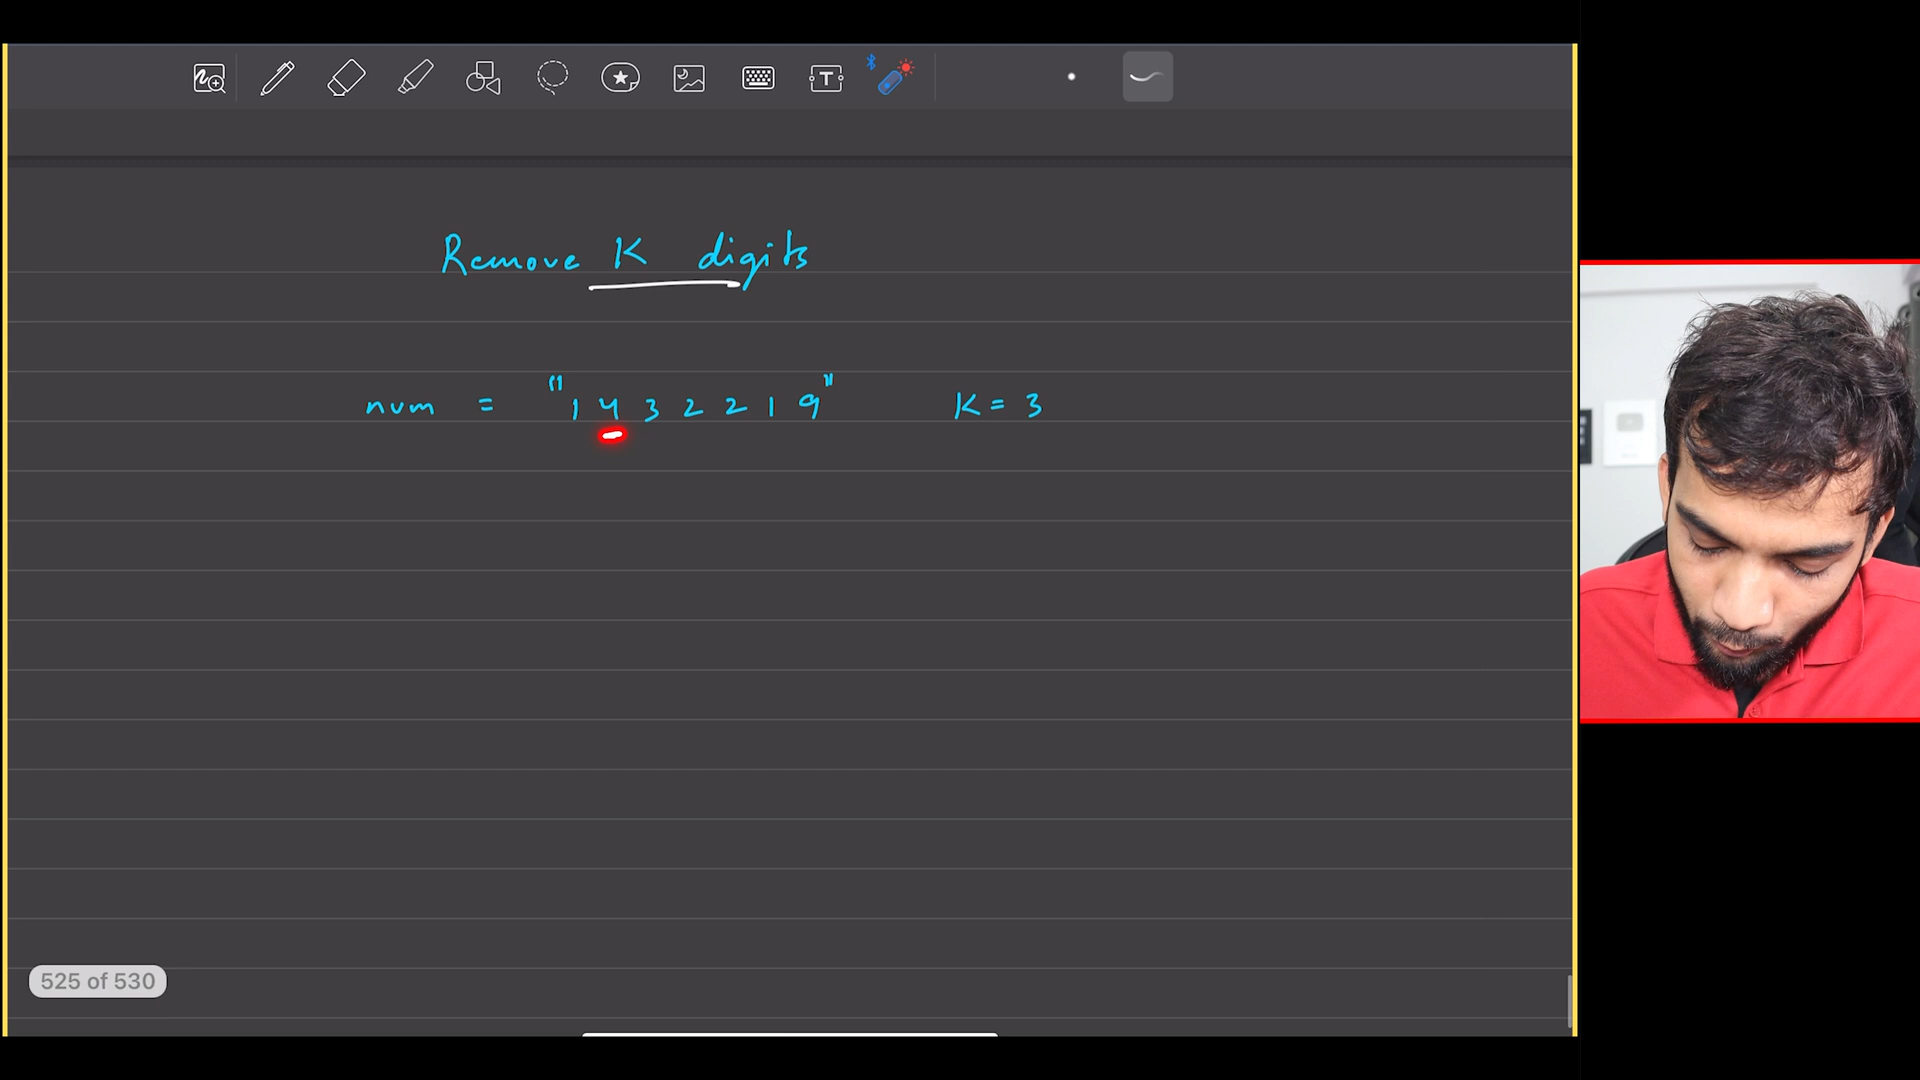 Remove K digits
num = "1432219" K = 3
525 of 530